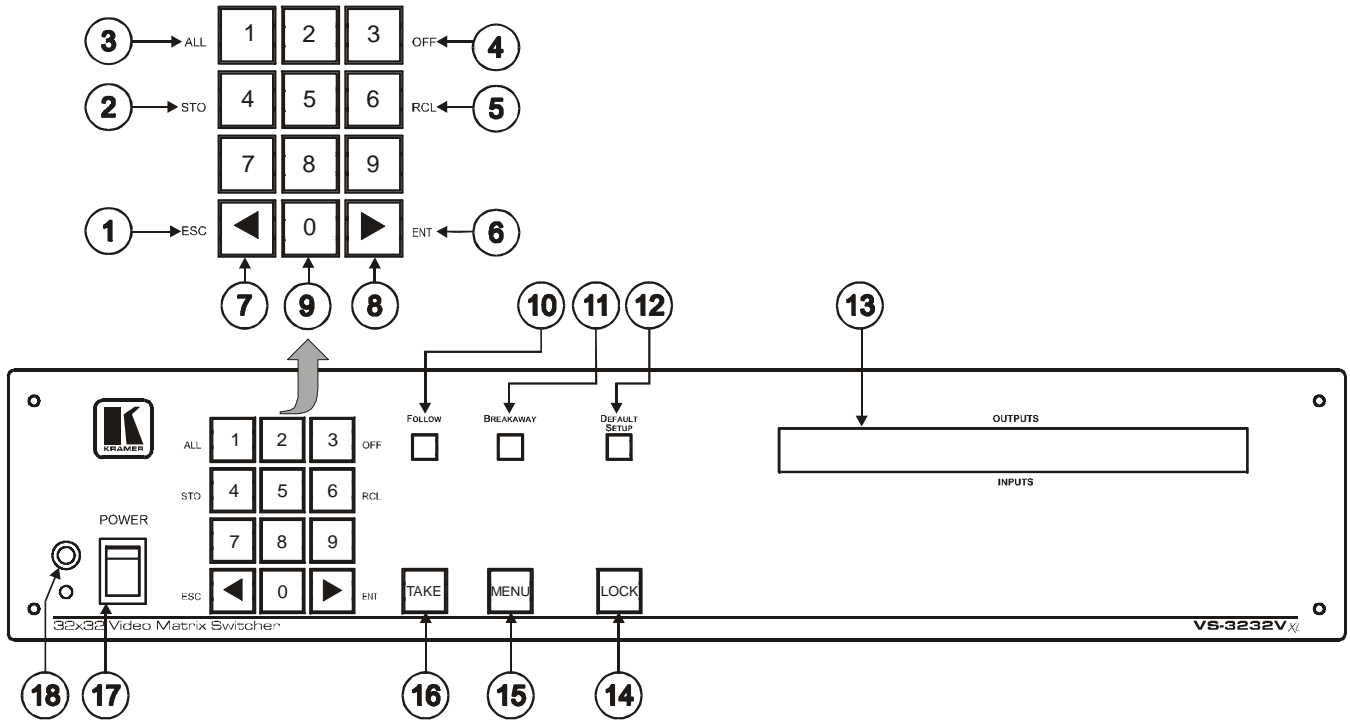 3 ALL 1 2 3 OFF 4
2 STO 4 5 6 RCL 5
7 8 9
1 ESC 0 ENT 6
7 9 8 10 11 12 13
KRAMER
ALL 1 2 3 OFF
FOLLOW
BREAKAWAY
DEFAULT
SETUP
OUTPUTS
INPUTS
STO 4 5 6 RCL
POWER
7 8 9
ESC 0 ENT
TAKE MENU LOCK
32x32 Video Matrix Switcher
VS-3232V XL
18 17 16 15 14